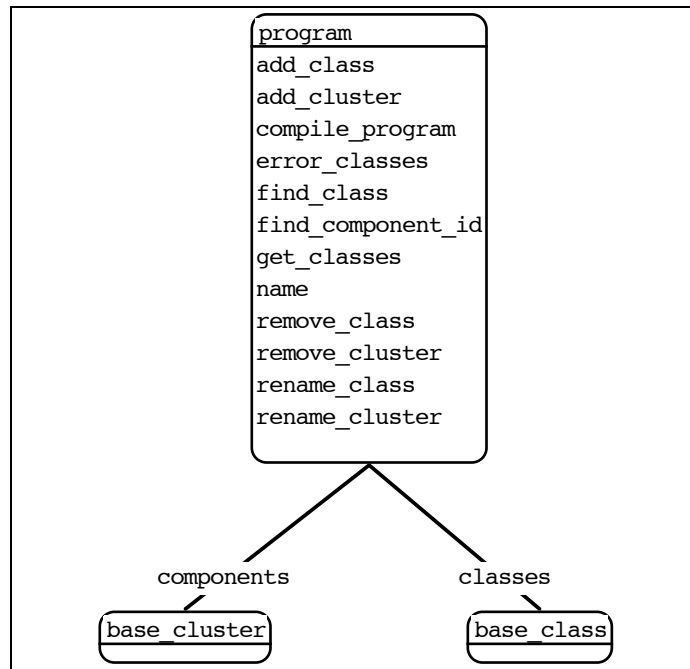 program
add_class
add_cluster
compile_program
error_classes
find_class
find_component_id
get_classes
name
remove_class
remove_cluster
rename_class
rename_cluster
components classes
base_cluster base_class